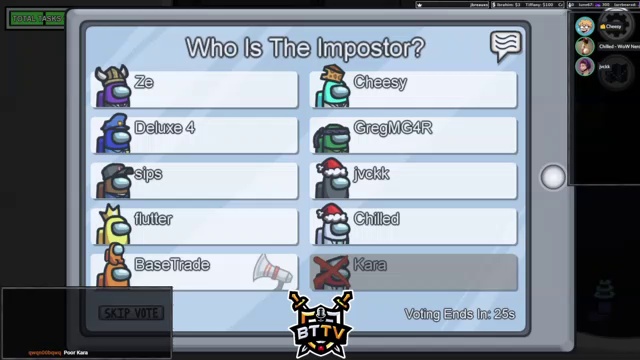 TOTAL TASKS
Who Is The Impostor?
Ze
Cheesy
Deluxe 4
GregMG4R
sips
jvckk
flutter
Chilled
BaseTrade
Kara
SKIP VOTE
Voting Ends In: 25s
BTTV
Poor Kara
Cheesy
jvckk